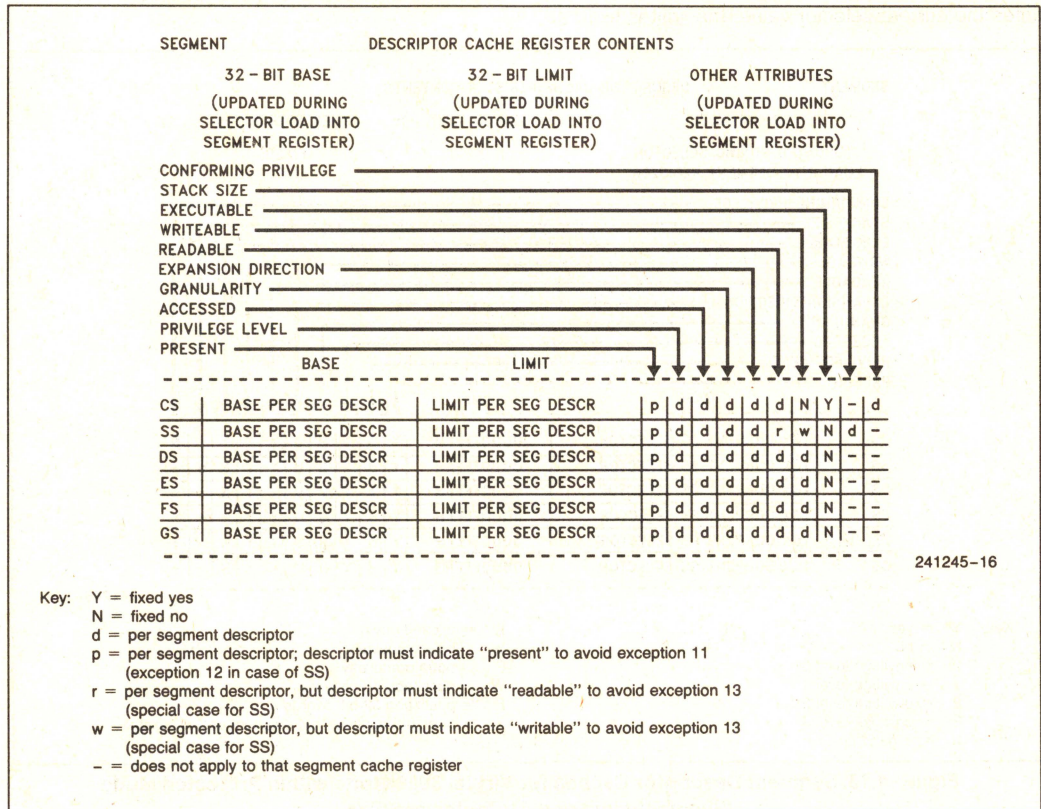 SEGMENT DESCRIPTOR CACHE REGISTER CONTENTS
32 – BIT BASE 32 – BIT LIMIT OTHER ATTRIBUTES
(UPDATED DURING (UPDATED DURING (UPDATED DURING
SELECTOR LOAD INTO SELECTOR LOAD INTO SELECTOR LOAD INTO
SEGMENT REGISTER) SEGMENT REGISTER) SEGMENT REGISTER)
CONFORMING PRIVILEGE
STACK SIZE
EXECUTABLE
WRITEABLE
READABLE
EXPANSION DIRECTION
GRANULARITY
ACCESSED
PRIVILEGE LEVEL
PRESENT
BASE LIMIT
CS BASE PER SEG DESCR LIMIT PER SEG DESCR p d d d d d N Y – d
SS BASE PER SEG DESCR LIMIT PER SEG DESCR p d d d d r w N d –
DS BASE PER SEG DESCR LIMIT PER SEG DESCR p d d d d d d N – –
ES BASE PER SEG DESCR LIMIT PER SEG DESCR p d d d d d d N – –
FS BASE PER SEG DESCR LIMIT PER SEG DESCR p d d d d d d N – –
GS BASE PER SEG DESCR LIMIT PER SEG DESCR p d d d d d d N – –
241245–16
Key: Y = fixed yes
N = fixed no
d = per segment descriptor
p = per segment descriptor; descriptor must indicate ''present'' to avoid exception 11
(exception 12 in case of SS)
r = per segment descriptor, but descriptor must indicate ''readable'' to avoid exception 13
(special case for SS)
w = per segment descriptor, but descriptor must indicate ''writable'' to avoid exception 13
(special case for SS)
– = does not apply to that segment cache register